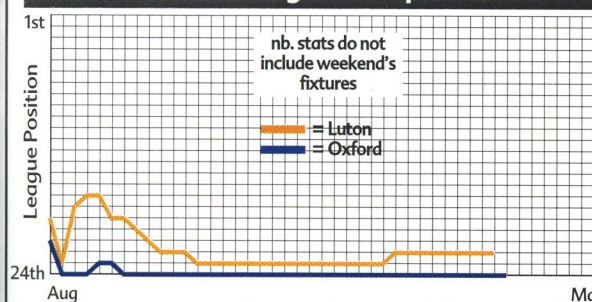 1st
nb. stats do not
include weekend's
fixtures
= Luton
= Oxford
League Position
24th
Aug